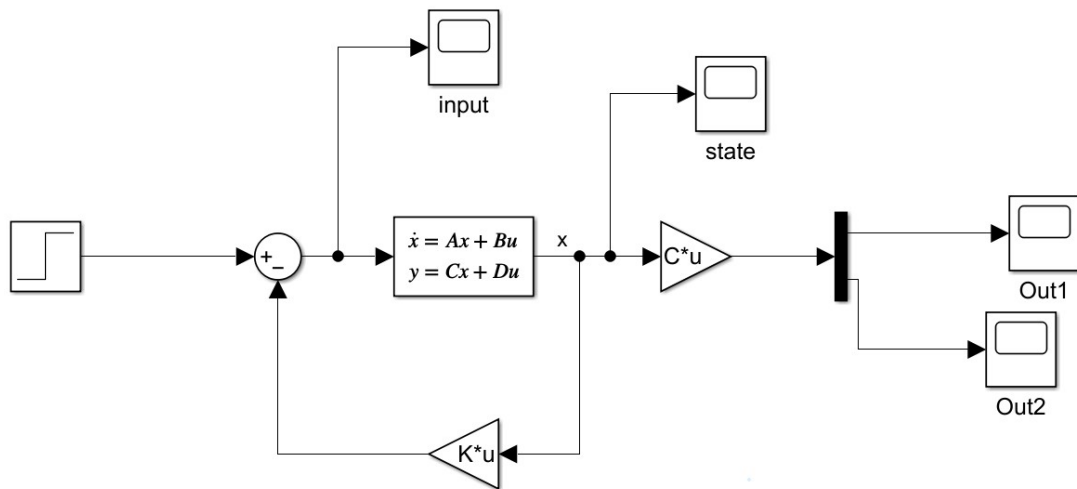 input
state
+
−
ẋ = Ax + Bu
y = Cx + Du
x
C*u
Out1
Out2
K*u